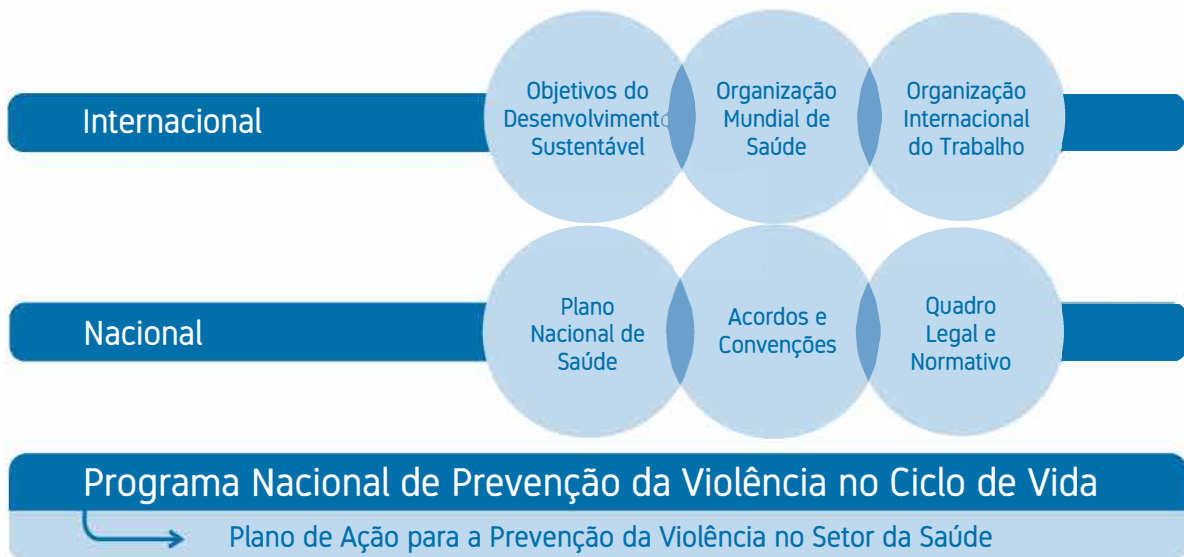 Internacional
Objetivos do
Desenvolvimento
Sustentável
Organização
Mundial de
Saúde
Organização
Internacional
do Trabalho
Nacional
Plano
Nacional de
Saúde
Acordos e
Convenções
Quadro
Legal e
Normativo
Programa Nacional de Prevenção da Violência no Ciclo de Vida
Plano de Ação para a Prevenção da Violência no Setor da Saúde